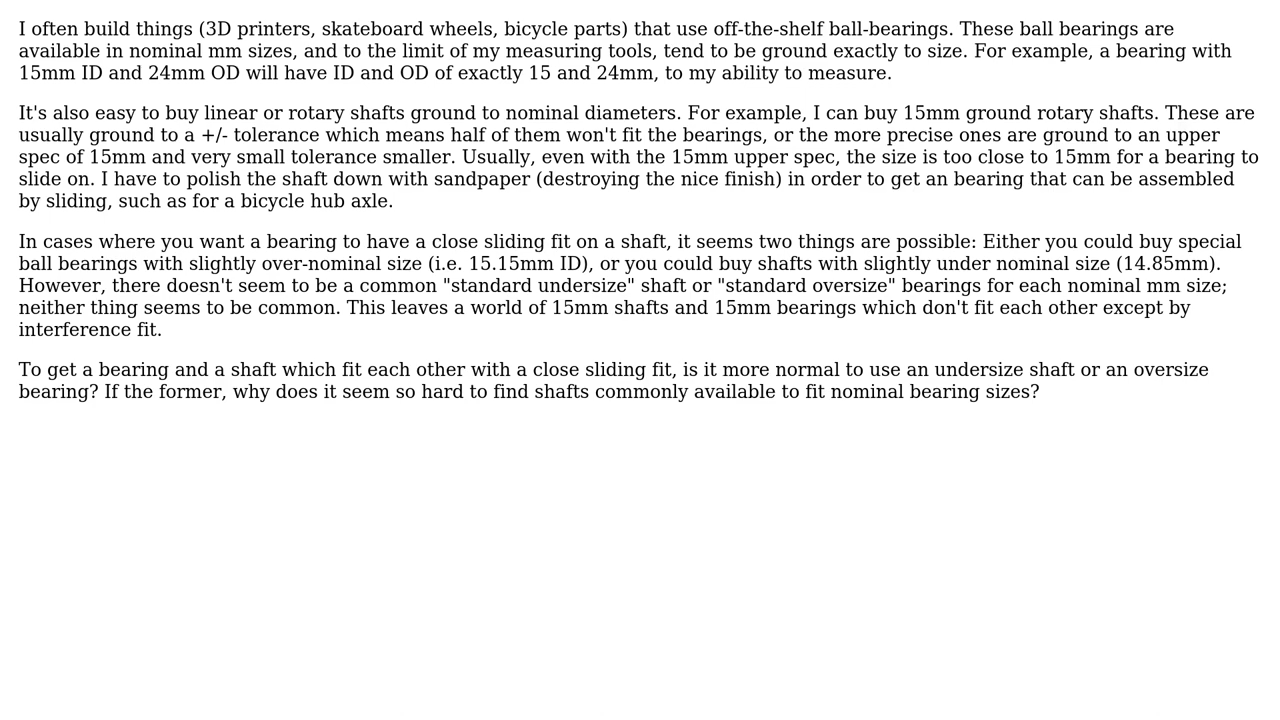 I often build things (3D printers, skateboard wheels, bicycle parts) that use off-the-shelf ball-bearings. These ball bearings are
available in nominal mm sizes, and to the limit of my measuring tools, tend to be ground exactly to size. For example, a bearing with
15mm ID and 24mm OD will have ID and OD of exactly 15 and 24mm, to my ability to measure.
It's also easy to buy linear or rotary shafts ground to nominal diameters. For example, I can buy 15mm ground rotary shafts. These are
usually ground to a +/- tolerance which means half of them won't fit the bearings, or the more precise ones are ground to an upper
spec of 15mm and very small tolerance smaller. Usually, even with the 15mm upper spec, the size is too close to 15mm for a bearing to
slide on. I have to polish the shaft down with sandpaper (destroying the nice finish) in order to get an bearing that can be assembled
by sliding, such as for a bicycle hub axle.
In cases where you want a bearing to have a close sliding fit on a shaft, it seems two things are possible: Either you could buy special
ball bearings with slightly over-nominal size (i.e. 15.15mm ID), or you could buy shafts with slightly under nominal size (14.85mm).
However, there doesn't seem to be a common "standard undersize" shaft or "standard oversize" bearings for each nominal mm size;
neither thing seems to be common. This leaves a world of 15mm shafts and 15mm bearings which don't fit each other except by
interference fit.
To get a bearing and a shaft which fit each other with a close sliding fit, is it more normal to use an undersize shaft or an oversize
bearing? If the former, why does it seem so hard to find shafts commonly available to fit nominal bearing sizes?